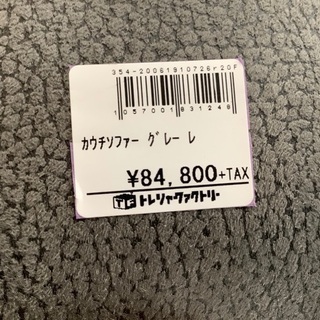 354-20061910726r20F
1057001831248
ｶｳﾁｿﾌｧｰ ｸﾞﾚｰ ﾚ
¥84,800+TAX
TF トレジャファクトリー